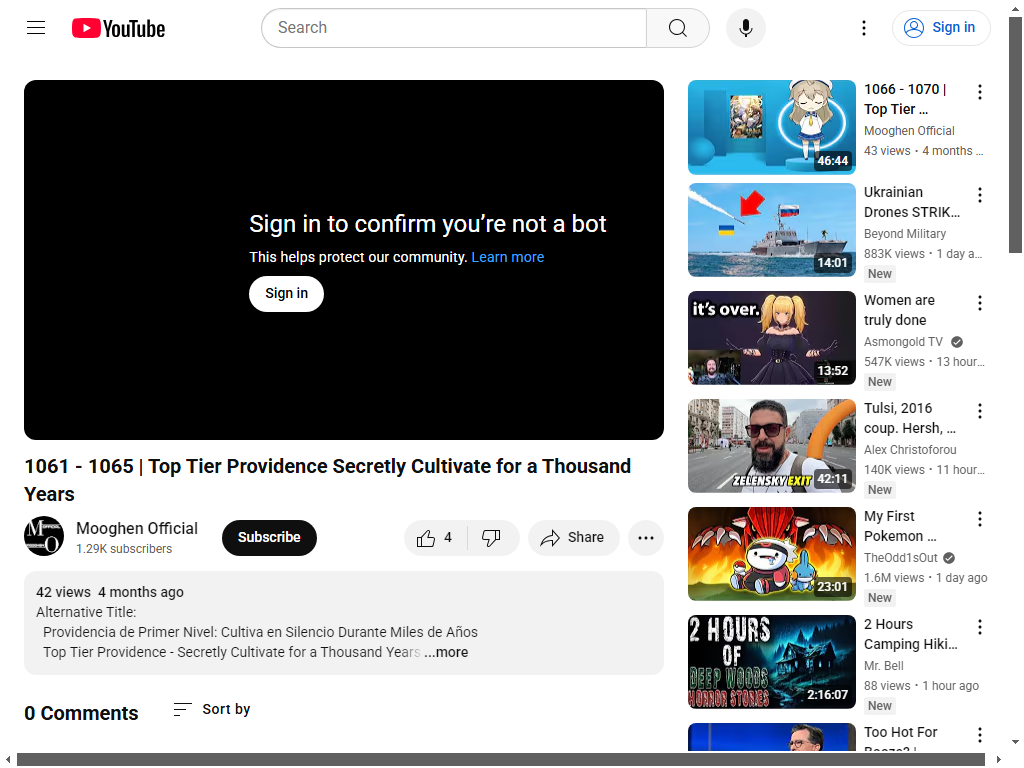 YouTube
Search
Sign in
Sign in to confirm you’re not a bot
This helps protect our community. Learn more
Sign in
1061 - 1065 | Top Tier Providence Secretly Cultivate for a Thousand
Years
Mooghen Official
1.29K subscribers
Subscribe
4
Share
42 views 4 months ago
Alternative Title:
Providencia de Primer Nivel: Cultiva en Silencio Durante Miles de Años
Top Tier Providence - Secretly Cultivate for a Thousand Years ...more
0 Comments
Sort by
46:44
1066 - 1070 |
Top Tier ...
Mooghen Official
43 views • 4 months ...
14:01
Ukrainian
Drones STRIK...
Beyond Military
883K views • 1 day a...
New
it's over.
13:52
Women are
truly done
Asmongold TV
547K views • 13 hour...
New
ZELENSKY EXIT
42:11
Tulsi, 2016
coup. Hersh, ...
Alex Christoforou
140K views • 11 hour...
New
23:01
My First
Pokemon ...
TheOdd1sOut
1.6M views • 1 day ago
New
2 HOURS
OF
DEEP WOODS
HORROR STORIES
2:16:07
2 Hours
Camping Hiki...
Mr. Bell
88 views • 1 hour ago
New
Too Hot For